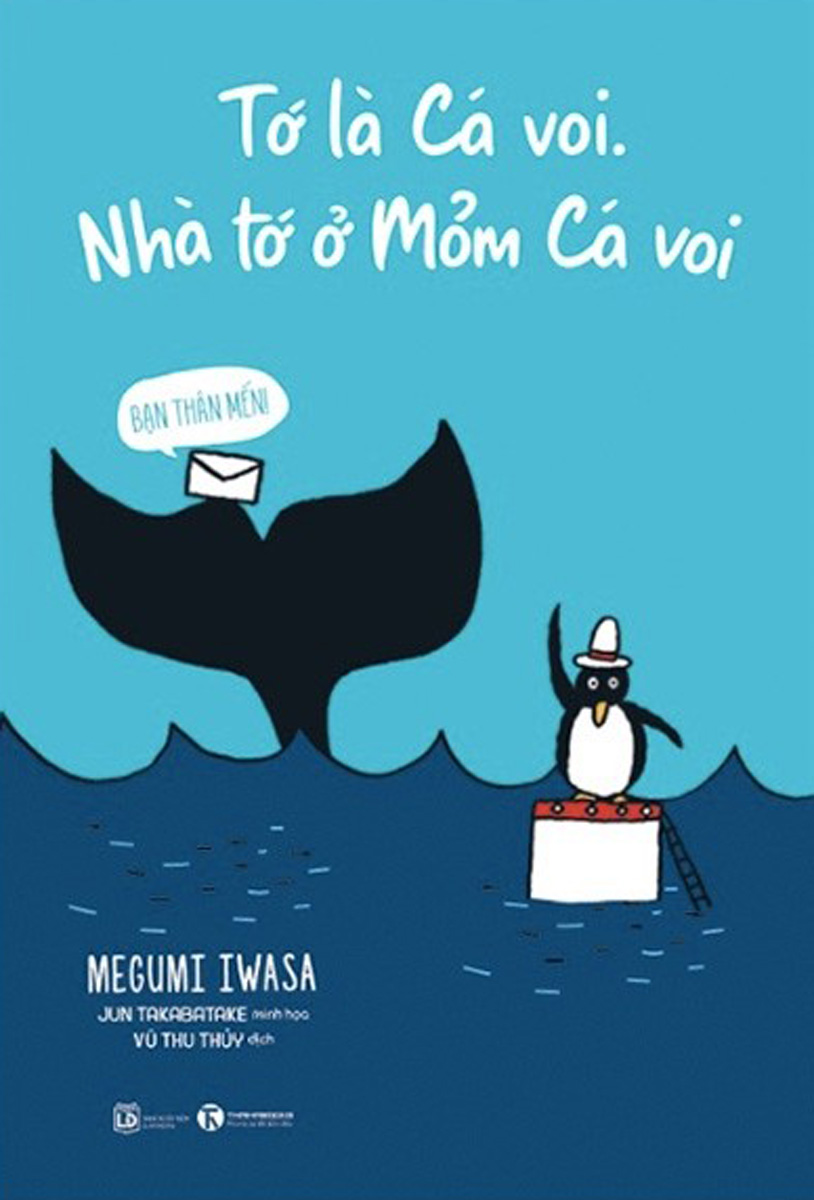 Tớ là Cá voi.
Nhà tớ ở Mỏm Cá voi
BẠN THÂN MẾN!
MEGUMI IWASA
JUN TAKABATAKE minh họa
VŨ THU THỦY dịch
LD